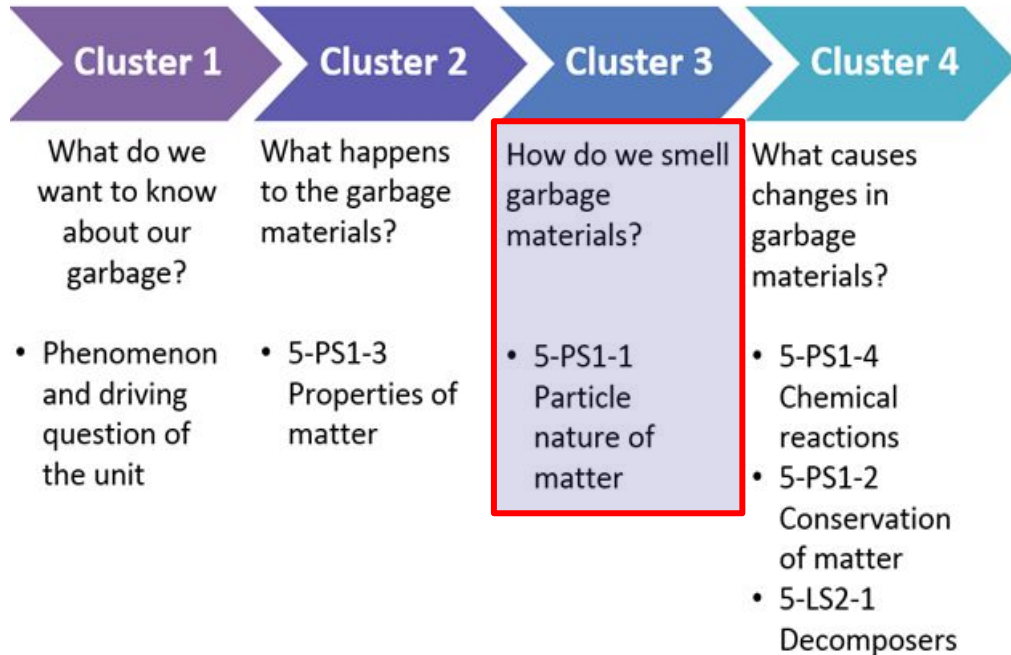 Cluster 1
Cluster 2
Cluster 3
Cluster 4
What do we
want to know
about our
garbage?
• Phenomenon
and driving
question of
the unit
What happens
to the garbage
materials?
• 5-PS1-3
Properties of
matter
How do we smell
garbage
materials?
• 5-PS1-1
Particle
nature of
matter
What causes
changes in
garbage
materials?
• 5-PS1-4
Chemical
reactions
• 5-PS1-2
Conservation
of matter
• 5-LS2-1
Decomposers